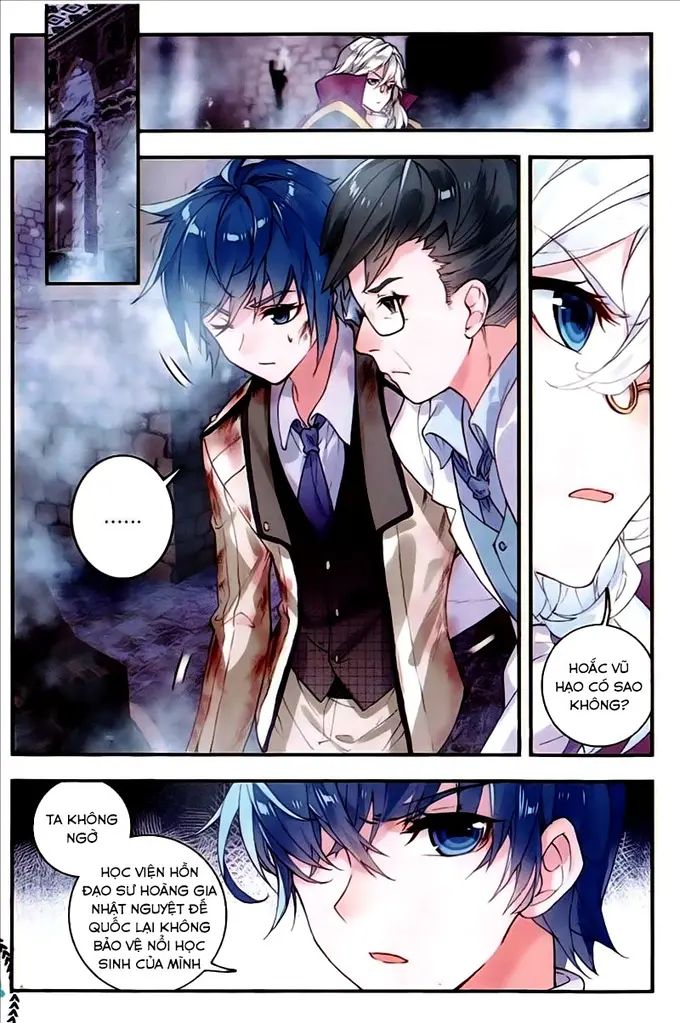 ......
HOẮC VŨ
HẠO CÓ SAO
KHÔNG?
TA KHÔNG
NGỜ
HỌC VIỆN HỒN
ĐẠO SƯ HOÀNG GIA
NHẬT NGUYỆT ĐẾ
QUỐC LẠI KHÔNG
BẢO VỆ NỔI HỌC
SINH CỦA MÌNH